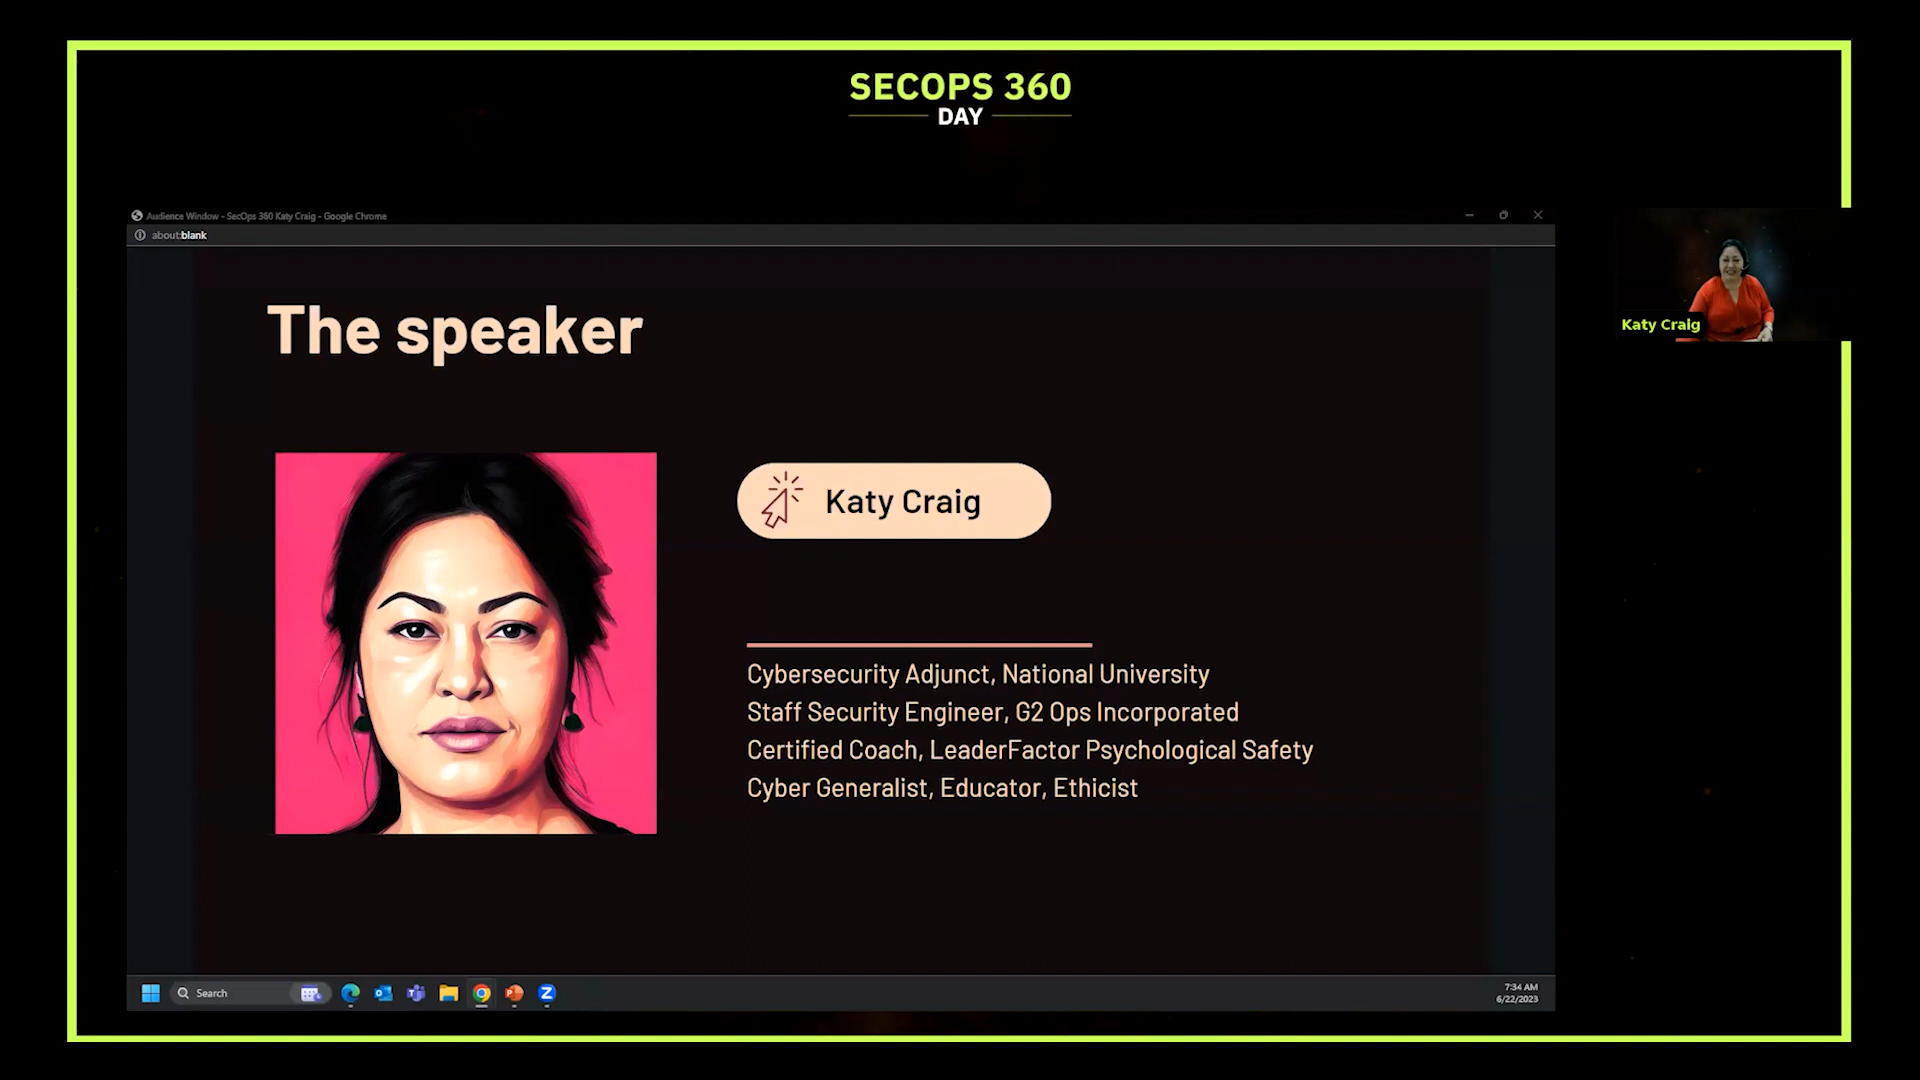 SECOPS 360
DAY
Audience Window - SecOps 360 Katy Craig - Google Chrome
about:blank
The speaker
Katy Craig
Katy Craig
Cybersecurity Adjunct, National University
Staff Security Engineer, G2 Ops Incorporated
Certified Coach, LeaderFactor Psychological Safety
Cyber Generalist, Educator, Ethicist
Search
7:34 AM
6/22/2023